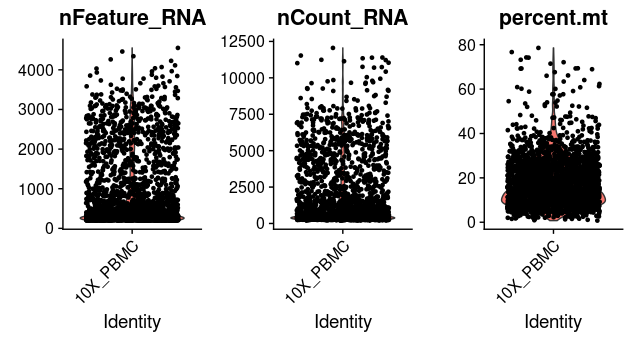 nFeature_RNA
4000
3000
2000
1000
0
10X_PBMC
Identity
nCount_RNA
12500
10000
7500
5000
2500
0
10X_PBMC
Identity
percent.mt
80
60
40
20
0
10X_PBMC
Identity